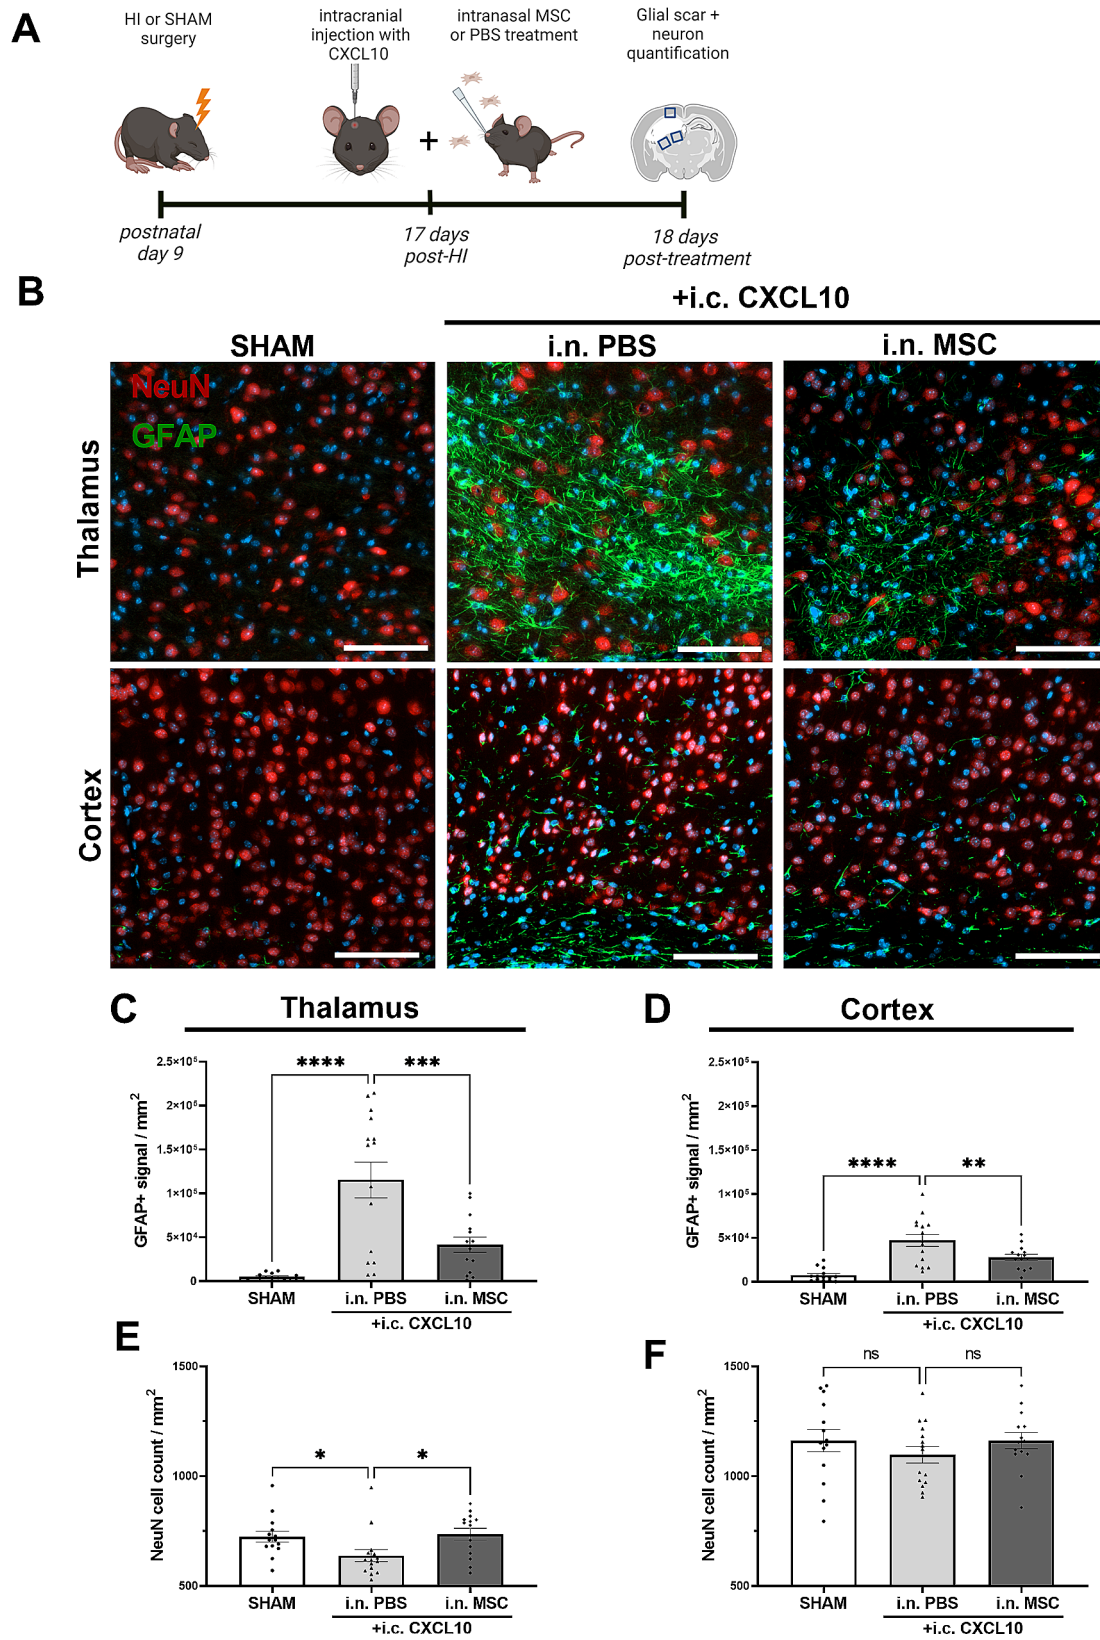 A
HI or SHAM
surgery
intracranial
injection with
CXCL10
intranasal MSC
or PBS treatment
Glial scar +
neuron
quantification
+
postnatal
day 9
17 days
post-HI
18 days
post-treatment
B
+i.c. CXCL10
SHAM
i.n. PBS
i.n. MSC
NeuN
GFAP
Thalamus
Cortex
C
Thalamus
GFAP+ signal / mm²
2.5×10⁵
2×10⁵
1.5×10⁵
1×10⁵
5×10⁴
0
****
***
SHAM
i.n. PBS
i.n. MSC
+i.c. CXCL10
D
Cortex
GFAP+ signal / mm²
2.5×10⁵
2×10⁵
1.5×10⁵
1×10⁵
5×10⁴
0
****
**
SHAM
i.n. PBS
i.n. MSC
+i.c. CXCL10
E
NeuN cell count / mm²
1500
1000
500
*
*
SHAM
i.n. PBS
i.n. MSC
+i.c. CXCL10
F
NeuN cell count / mm²
1500
1000
500
ns
ns
SHAM
i.n. PBS
i.n. MSC
+i.c. CXCL10